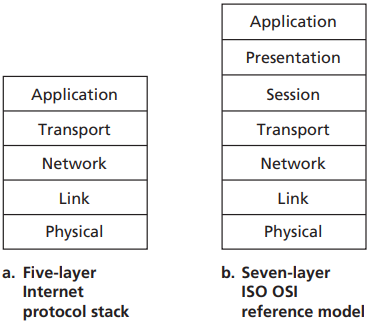 Application
Transport
Network
Link
Physical
a. Five-layer
Internet
protocol stack
Application
Presentation
Session
Transport
Network
Link
Physical
b. Seven-layer
ISO OSI
reference model